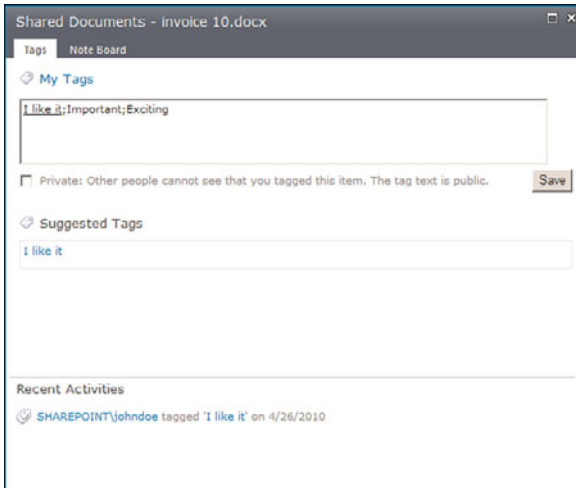 Shared Documents - invoice 10.docx
Tags Note Board
My Tags
I like it;Important;Exciting
Private: Other people cannot see that you tagged this item. The tag text is public. Save
Suggested Tags
I like it
Recent Activities
SHAREPOINT\johndoe tagged 'I like it' on 4/26/2010